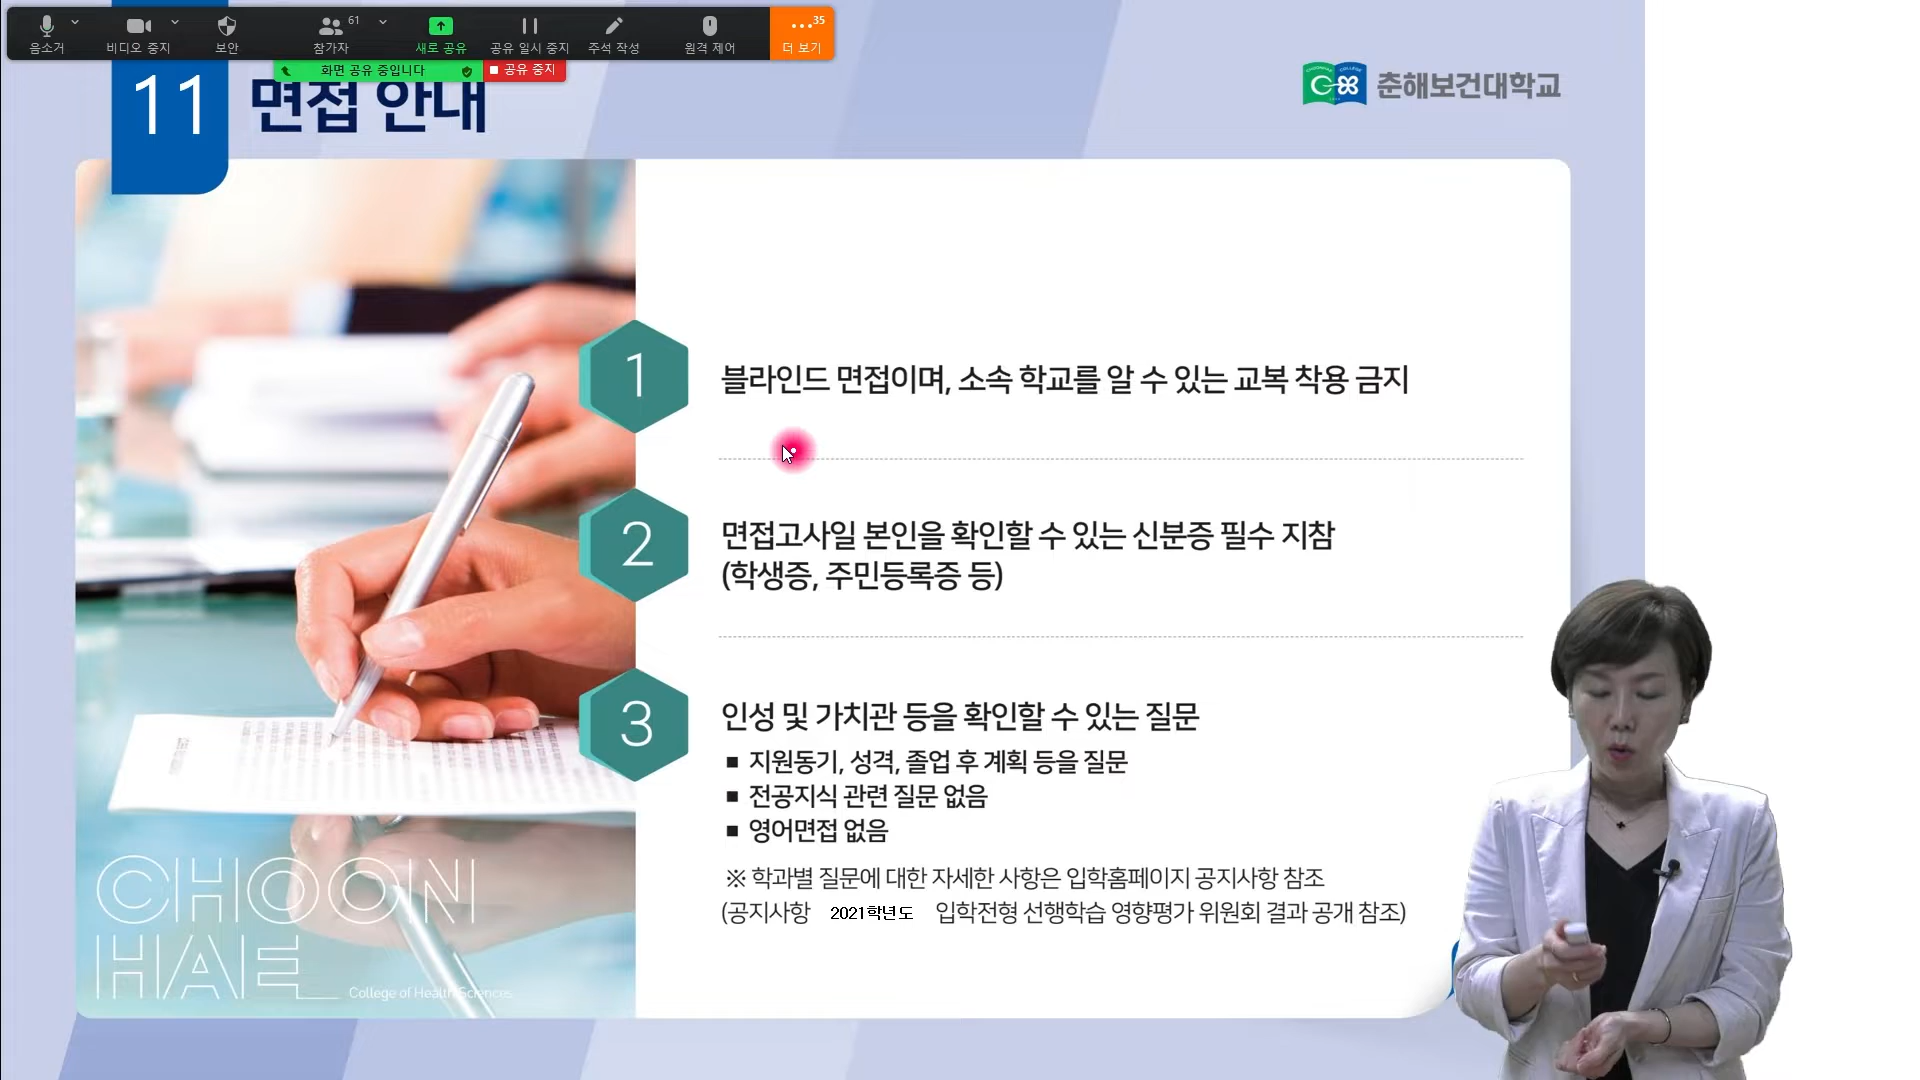 음소거
비디오 중지
보안
61
참가자
새로 공유
공유 일시 중지
주석 작성
원격 제어
35
더 보기
화면 공유 중입니다
공유 중지
11
면접 안내
춘해보건대학교
1
블라인드 면접이며, 소속 학교를 알 수 있는 교복 착용 금지
2
면접고사일 본인을 확인할 수 있는 신분증 필수 지참
(학생증, 주민등록증 등)
3
인성 및 가치관 등을 확인할 수 있는 질문
■ 지원동기, 성격, 졸업 후 계획 등을 질문
■ 전공지식 관련 질문 없음
■ 영어면접 없음
※ 학과별 질문에 대한 자세한 사항은 입학홈페이지 공지사항 참조
(공지사항 2021학년도 입학전형 선행학습 영향평가 위원회 결과 공개 참조)
CHOON
HAE
College of Health Sciences